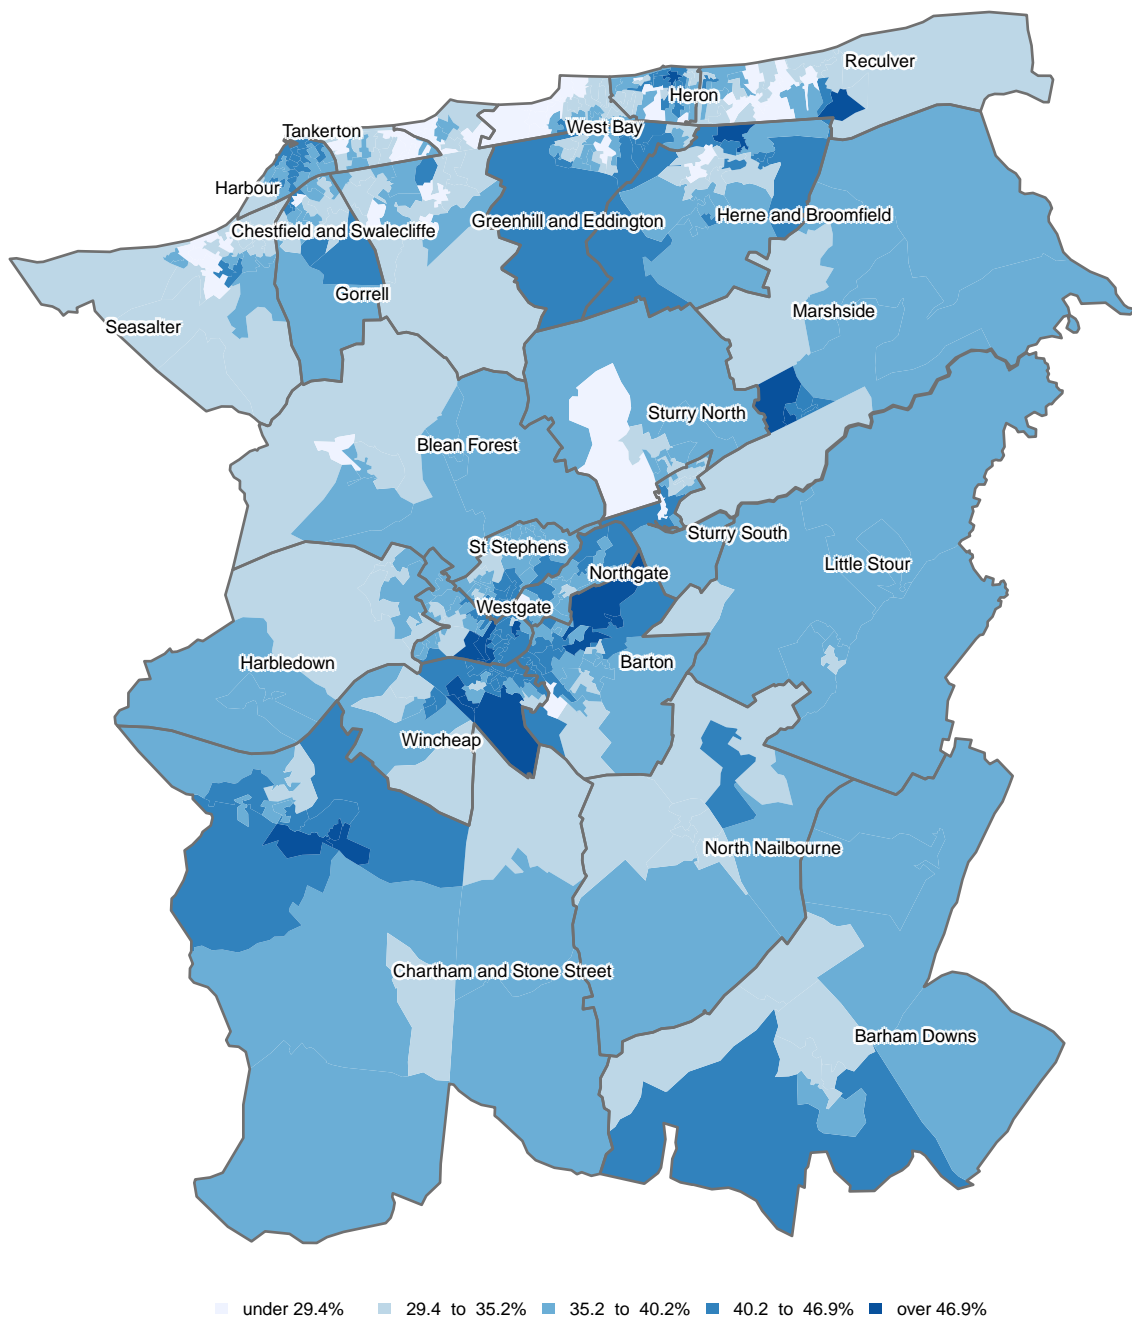 Reculver
Heron
West Bay
Tankerton
Harbour
Herne and Broomfield
Greenhill and Eddington
Chestfield and Swalecliffe
Gorrell
Marshside
Seasalter
Sturry North
Blean Forest
Sturry South
St Stephens
Little Stour
Northgate
Westgate
Harbledown
Barton
Wincheap
North Nailbourne
Chartham and Stone Street
Barham Downs
under 29.4% 29.4 to 35.2% 35.2 to 40.2% 40.2 to 46.9% over 46.9%